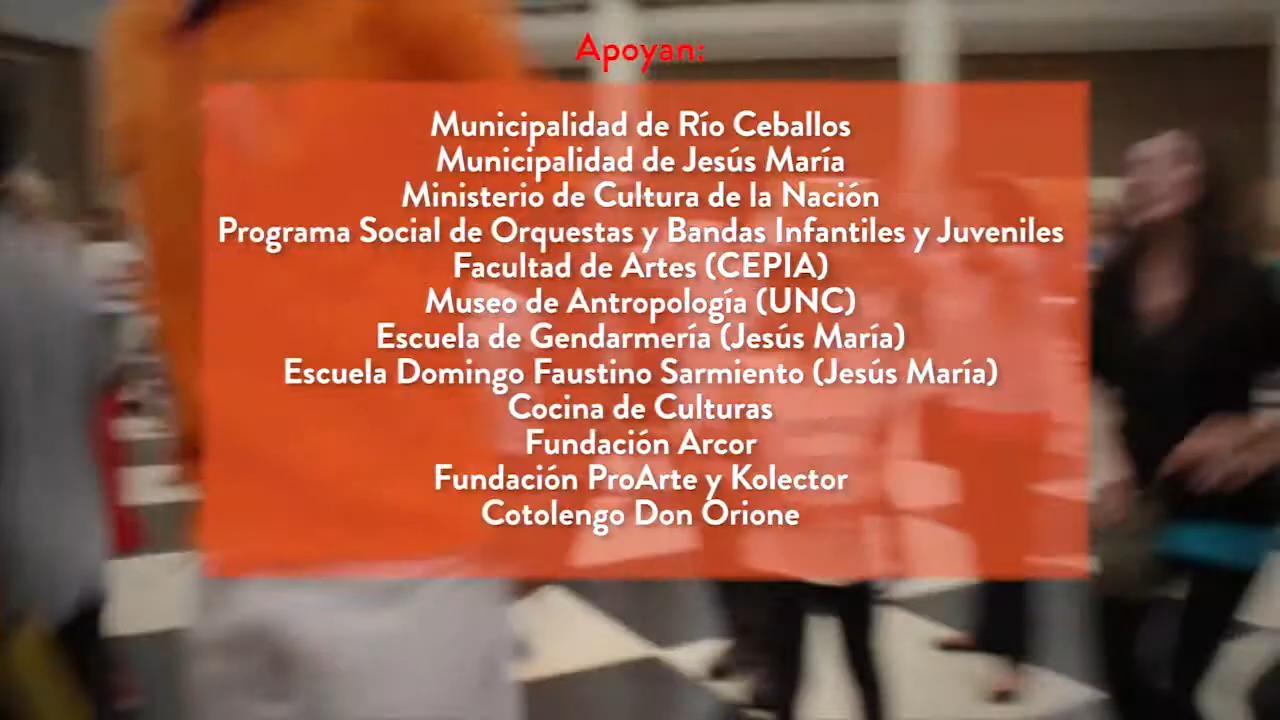 Apoyan:
Municipalidad de Río Ceballos
Municipalidad de Jesús María
Ministerio de Cultura de la Nación
Programa Social de Orquestas y Bandas Infantiles y Juveniles
Facultad de Artes (CEPIA)
Museo de Antropología (UNC)
Escuela de Gendarmería (Jesús María)
Escuela Domingo Faustino Sarmiento (Jesús María)
Cocina de Culturas
Fundación Arcor
Fundación ProArte y Kolector
Cotolengo Don Orione